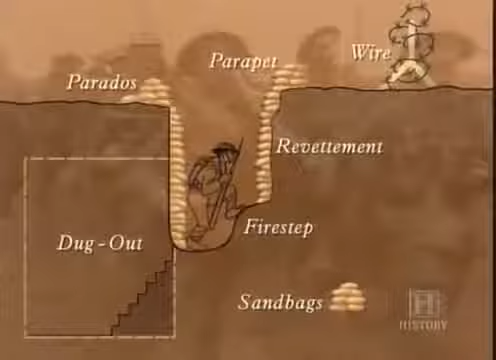 Wire
Parapet
Parados
Revettement
Firestep
Dug-Out
Sandbags
H
HISTORY